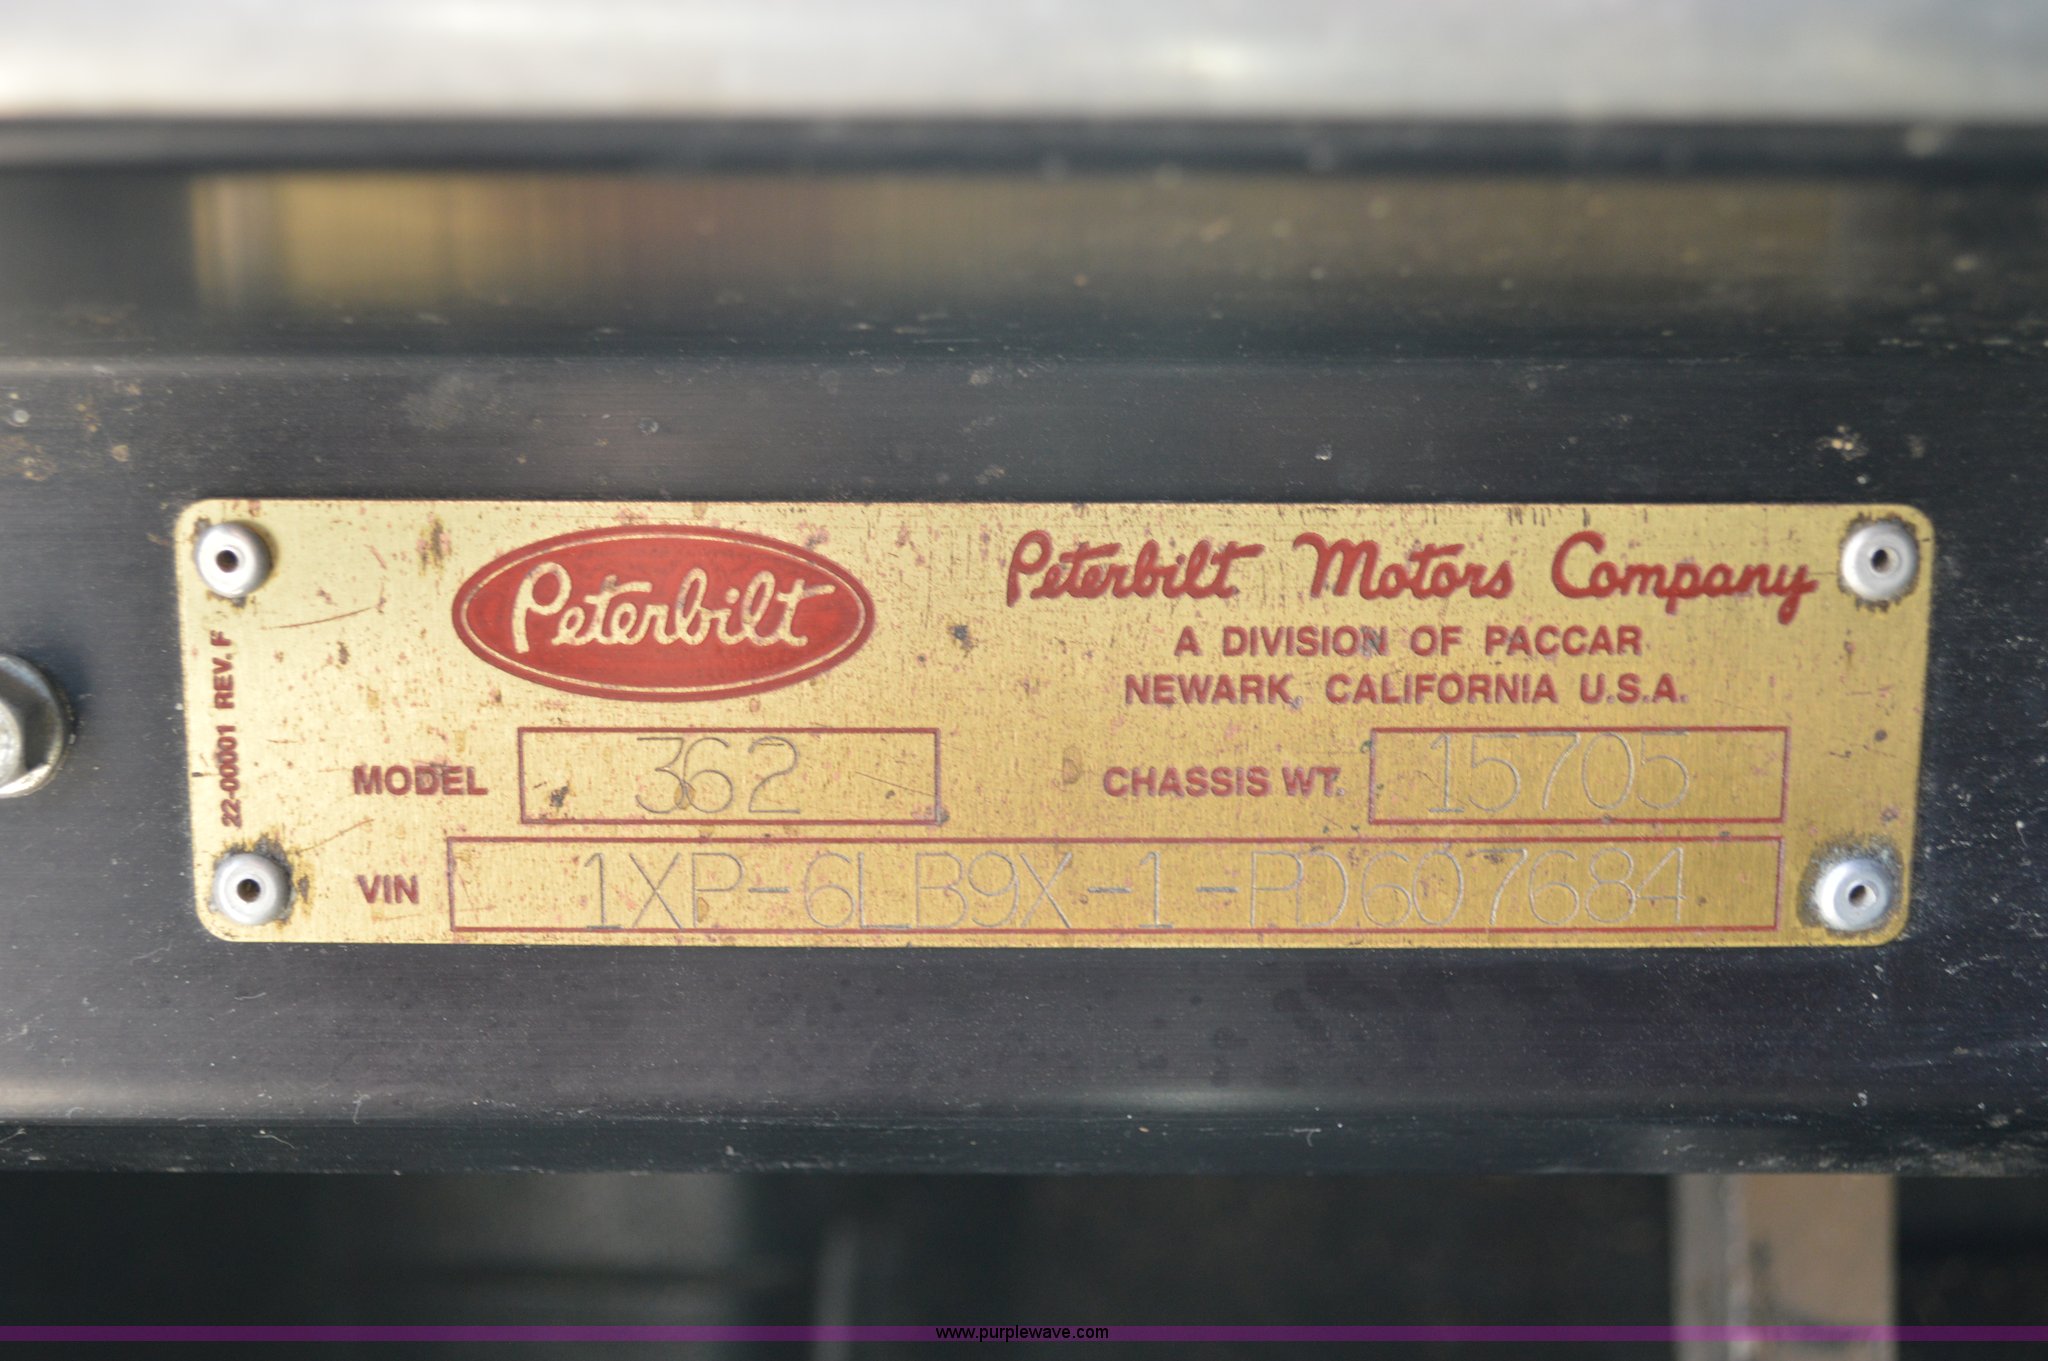 Peterbilt
Peterbilt Motors Company
A DIVISION OF PACCAR
NEWARK, CALIFORNIA U.S.A.
22-00001 REV. F
MODEL 362 CHASSIS WT. 15705
VIN 1XP-6LB9X-1-PD607684
www.purplewave.com